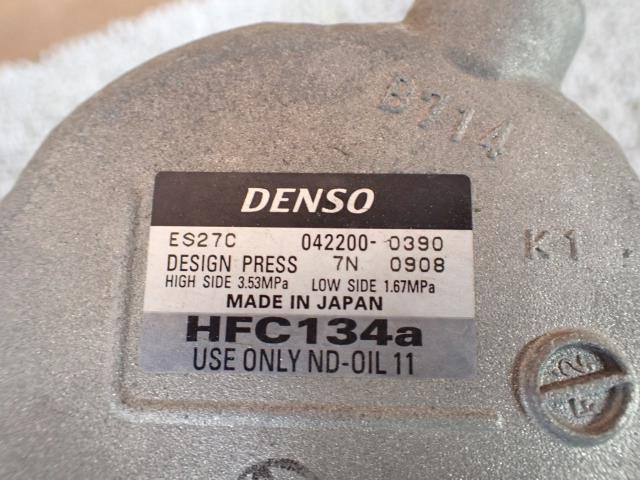 B714
DENSO
ES27C 042200-0390
DESIGN PRESS 7N 0908
HIGH SIDE 3.53MPa LOW SIDE 1.67MPa
MADE IN JAPAN
K1
HFC134a
USE ONLY ND-OIL 11